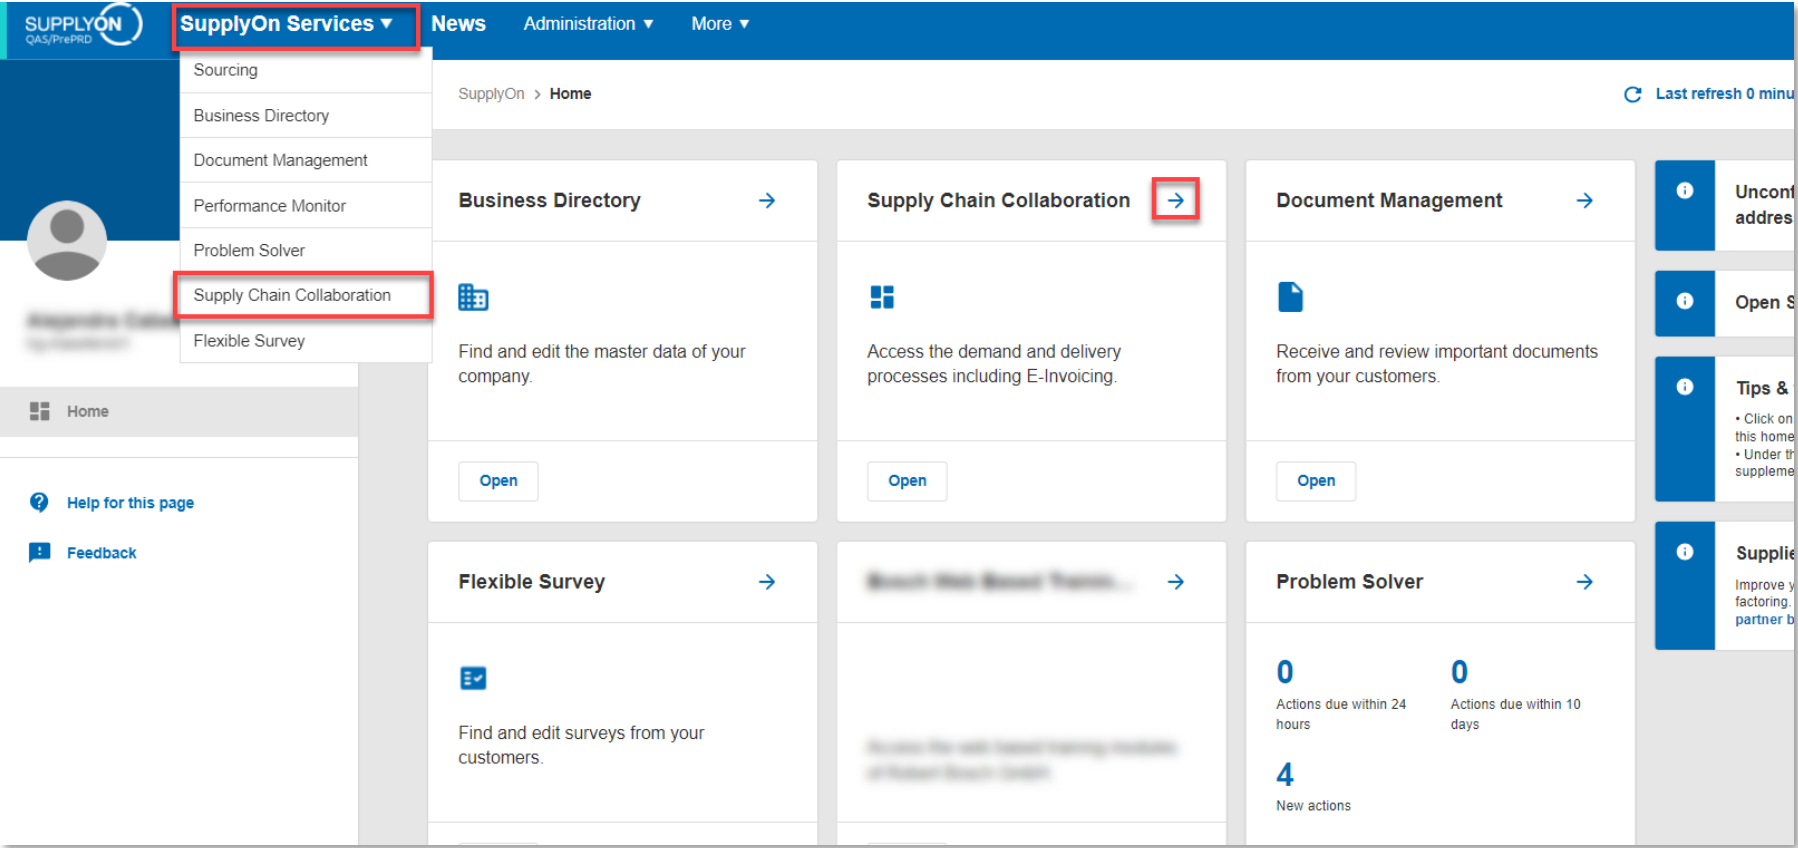 SUPPLYON
QAS/PrePRD
SupplyOn Services ▼
News
Administration ▼
More ▼
Sourcing
Business Directory
Document Management
Performance Monitor
Problem Solver
Supply Chain Collaboration
Flexible Survey
Home
Help for this page
Feedback
SupplyOn > Home
Last refresh 0 minu
Business Directory
Find and edit the master data of your
company.
Open
Supply Chain Collaboration
Access the demand and delivery
processes including E-Invoicing.
Open
Document Management
Receive and review important documents
from your customers.
Open
Flexible Survey
Find and edit surveys from your
customers.
Problem Solver
0
Actions due within 24
hours
0
Actions due within 10
days
4
New actions
Unconf
addres
Open S
Tips &
• Click on
this home
• Under th
suppleme
Supplie
Improve y
factoring.
partner b